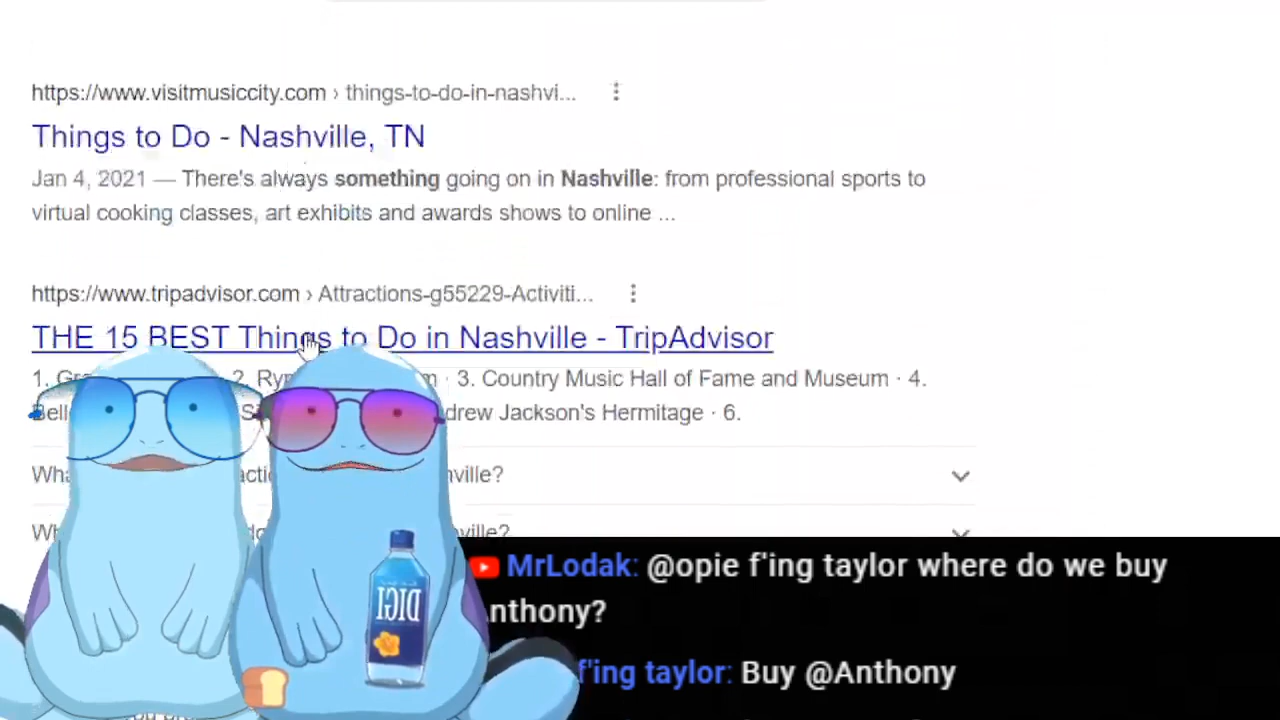 https://www.visitmusiccity.com › things-to-do-in-nashvi...
Things to Do - Nashville, TN
Jan 4, 2021 — There's always something going on in Nashville: from professional sports to
virtual cooking classes, art exhibits and awards shows to online ...
https://www.tripadvisor.com › Attractions-g55229-Activiti...
THE 15 BEST Things to Do in Nashville - TripAdvisor
1. 2. 3. Country Music Hall of Fame and Museum · 4.
Jackson's Hermitage · 6.
MrLodak: @opie f'ing taylor where do we buy
nthony?
DIGI
f'ing taylor: Buy @Anthony